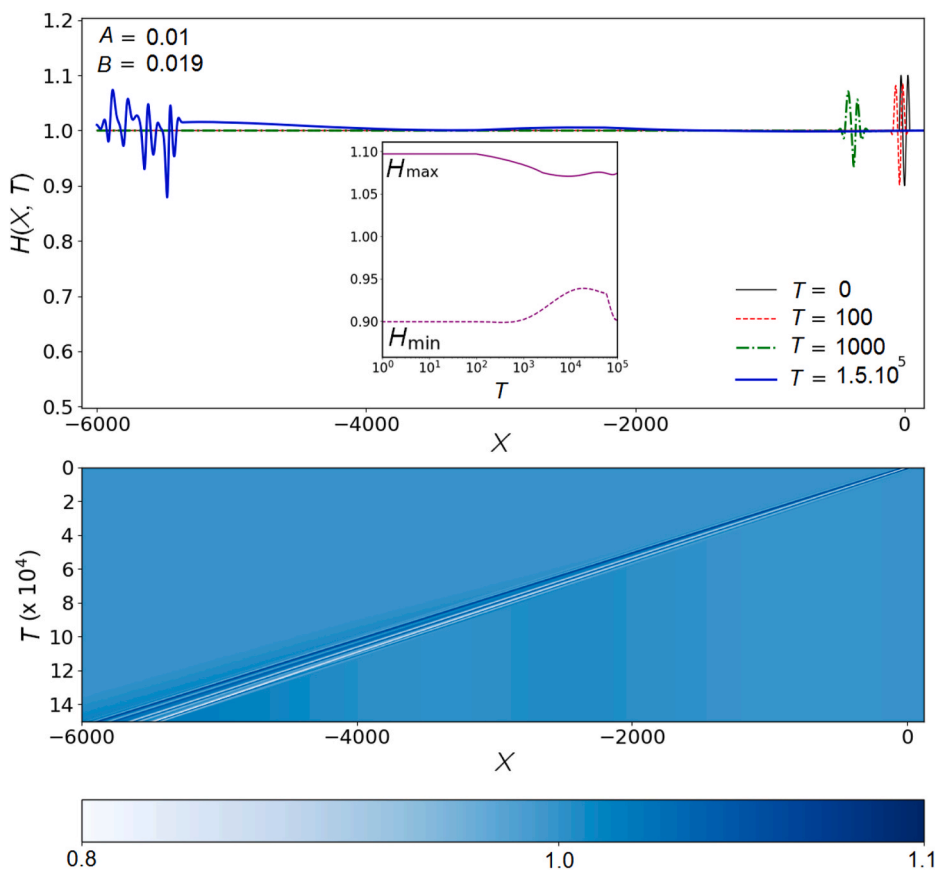 1.2
A = 0.01
B = 0.019
1.1
1.0
0.9
0.8
0.7
0.6
0.5
H(X, T)
1.10
Hmax
1.05
1.00
0.95
0.90
Hmin
10^0 10^1 10^2 10^3 10^4 10^5
T
T = 0
T = 100
T = 1000
T = 1.5.10^5
−6000 −4000 −2000 0
X
0
2
4
6
8
10
12
14
T (x 10^4)
−6000 −4000 −2000 0
X
0.8 1.0 1.1